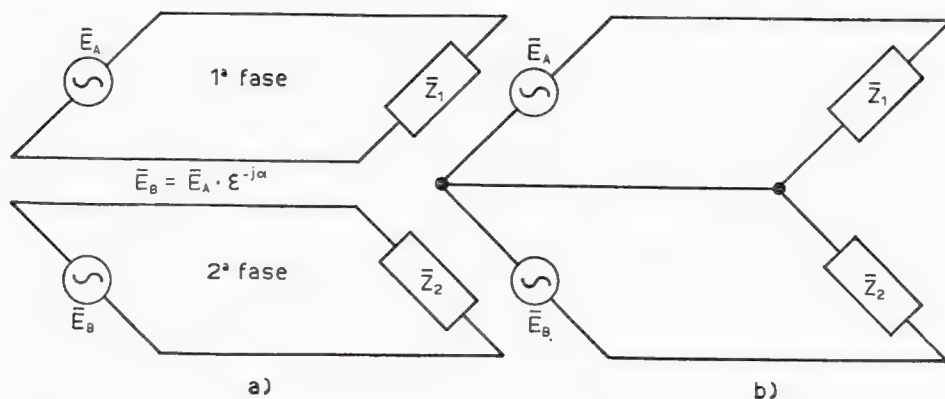 Ē_A
1ª fase
Z̄_1
Ē_B = Ē_A · Ɛ^-jα
2ª fase
Ē_B
Z̄_2
a)
Ē_A
Z̄_1
Ē_B.
Z̄_2
b)